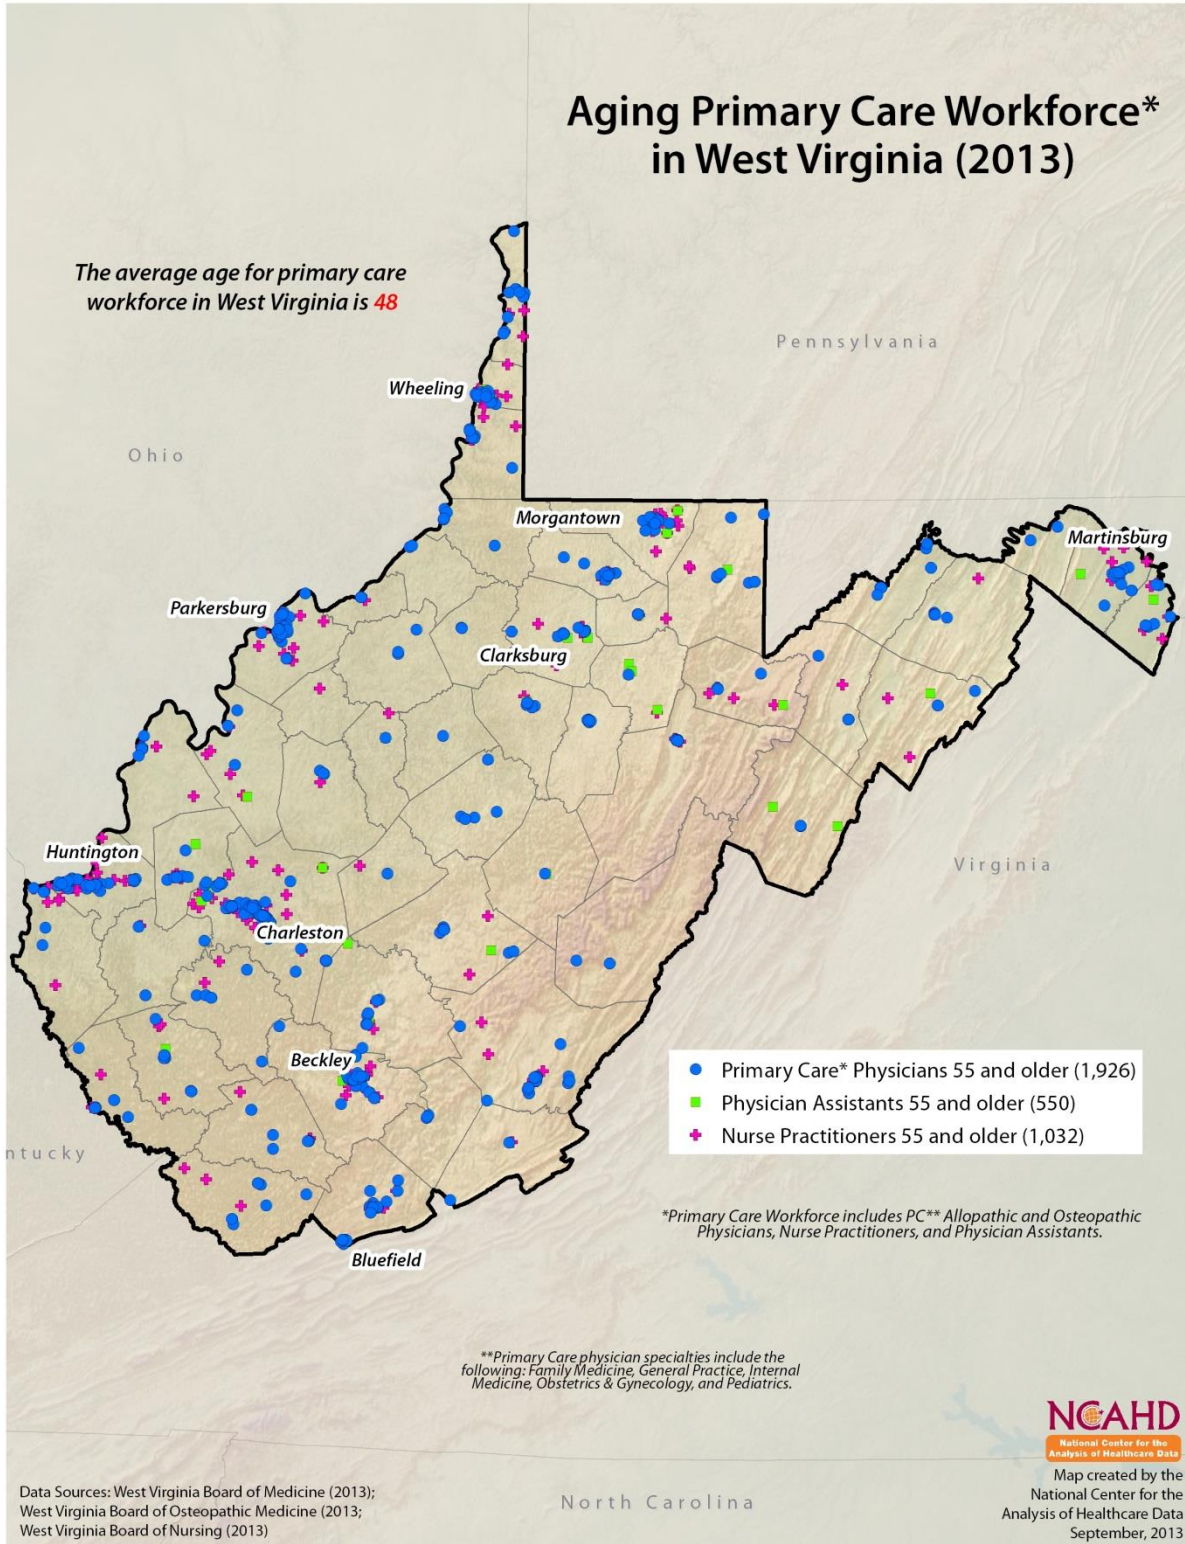 Aging Primary Care Workforce*
in West Virginia (2013)
The average age for primary care
workforce in West Virginia is 48
Pennsylvania
Wheeling
Ohio
Morgantown
Martinsburg
Parkersburg
Clarksburg
Huntington
Virginia
Charleston
Beckley
Primary Care* Physicians 55 and older (1,926)
Physician Assistants 55 and older (550)
Nurse Practitioners 55 and older (1,032)
ntucky
*Primary Care Workforce includes PC** Allopathic and Osteopathic
Physicians, Nurse Practitioners, and Physician Assistants.
Bluefield
**Primary Care physician specialties include the
following: Family Medicine, General Practice, Internal
Medicine, Obstetrics & Gynecology, and Pediatrics.
NCAHD
National Center for the
Analysis of Healthcare Data
Map created by the
National Center for the
Analysis of Healthcare Data
September, 2013
Data Sources: West Virginia Board of Medicine (2013);
West Virginia Board of Osteopathic Medicine (2013;
West Virginia Board of Nursing (2013)
North Carolina